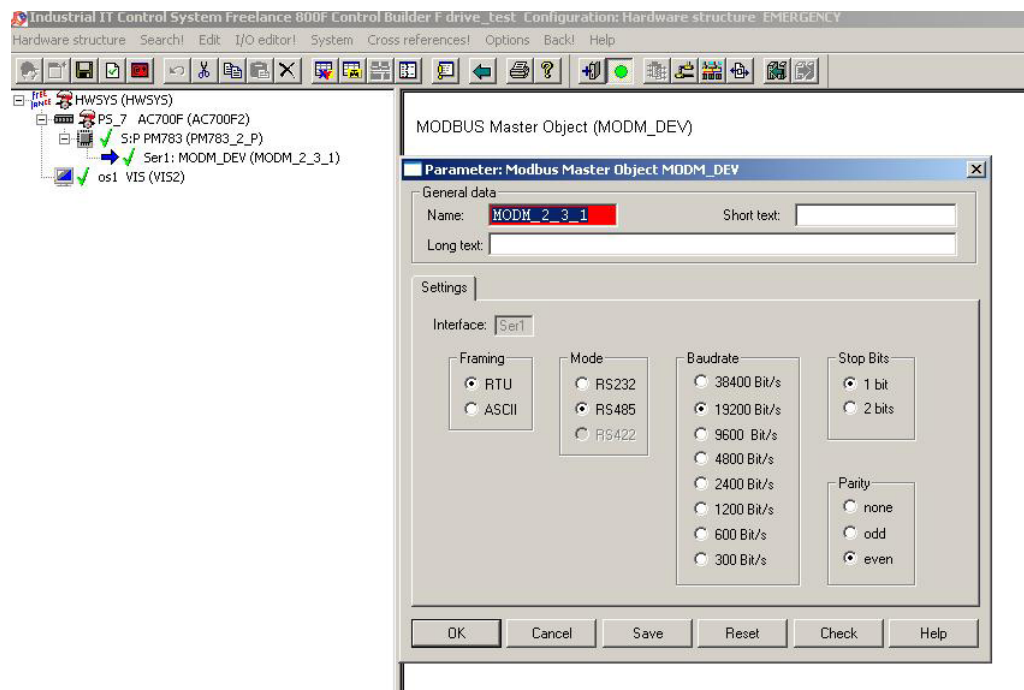 Industrial IT Control System Freelance 800F Control Builder F drive_test Configuration: Hardware structure EMERGENCY
Hardware structure Search! Edit I/O editor! System Cross references! Options Back! Help
HWSYS (HWSYS)
PS_7 AC700F (AC700F2)
S:P PM783 (PM783_2_P)
Ser1: MODM_DEV (MODM_2_3_1)
os1 VIS (VIS2)
MODBUS Master Object (MODM_DEV)
Parameter: Modbus Master Object MODM_DEV
General data
Name: MODM_2_3_1 Short text:
Long text:
Settings
Interface: Ser1
Framing Mode Baudrate Stop Bits
RTU RS232 38400 Bit/s 1 bit
ASCII RS485 19200 Bit/s 2 bits
RS422 9600 Bit/s
4800 Bit/s
2400 Bit/s Parity
1200 Bit/s none
600 Bit/s odd
300 Bit/s even
OK Cancel Save Reset Check Help